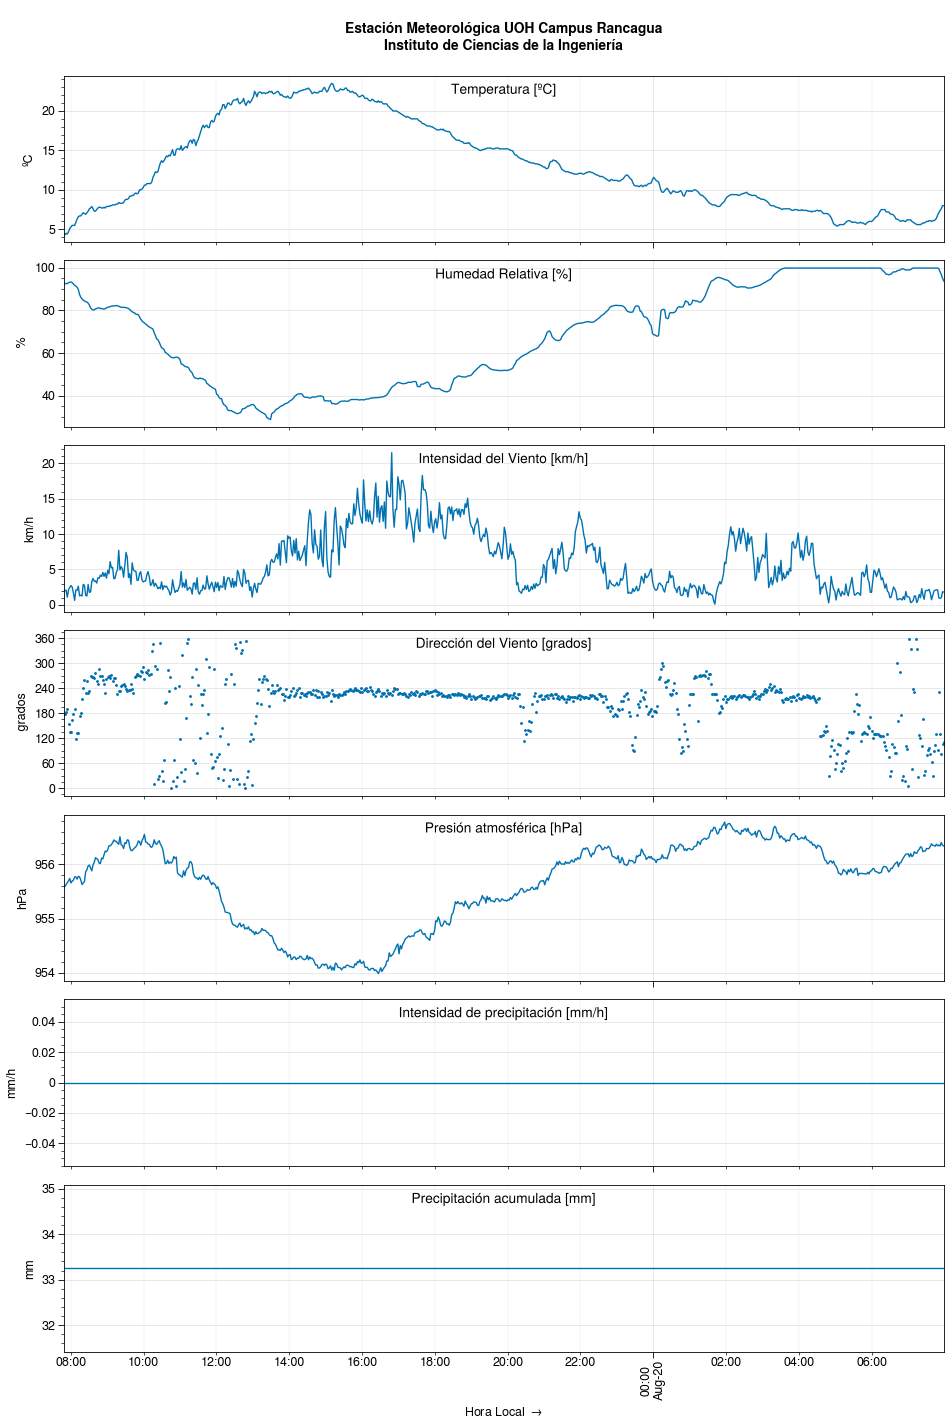 Estación Meteorológica UOH Campus Rancagua
Instituto de Ciencias de la Ingeniería
Temperatura [ºC]
20
15
10
5
ºC
Humedad Relativa [%]
100
80
60
40
%
Intensidad del Viento [km/h]
20
15
10
5
0
km/h
Dirección del Viento [grados]
360
300
240
180
120
60
0
grados
Presión atmosférica [hPa]
956
955
954
hPa
Intensidad de precipitación [mm/h]
0.04
0.02
0
−0.02
−0.04
mm/h
Precipitación acumulada [mm]
35
34
33
32
mm
08:00 10:00 12:00 14:00 16:00 18:00 20:00 22:00 00:00 02:00 04:00 06:00
Aug-20
Hora Local →